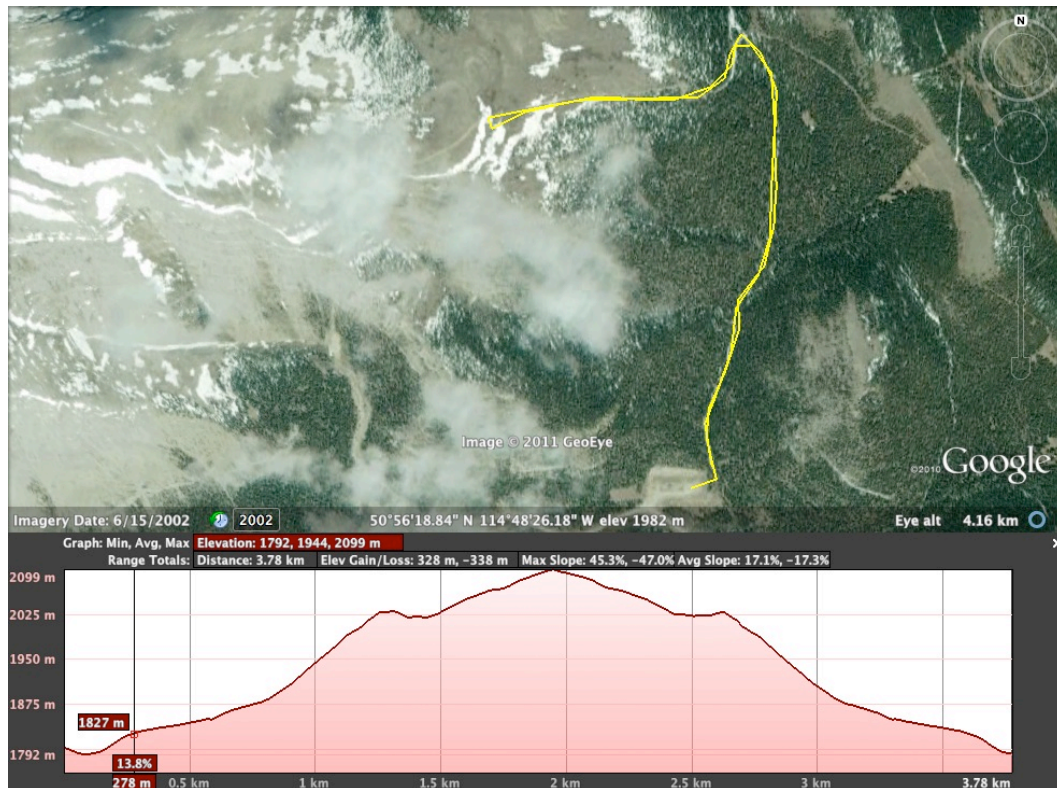 N
Image © 2011 GeoEye
©2010 Google
Imagery Date: 6/15/2002 2002 50°56'18.84" N 114°48'26.18" W elev 1982 m Eye alt 4.16 km
Graph: Min, Avg, Max Elevation: 1792, 1944, 2099 m
Range Totals: Distance: 3.78 km Elev Gain/Loss: 328 m, -338 m Max Slope: 45.3%, -47.0% Avg Slope: 17.1%, -17.3%
2099 m
2025 m
1950 m
1875 m
1827 m
1792 m
13.8%
278 m 0.5 km 1 km 1.5 km 2 km 2.5 km 3 km 3.78 km